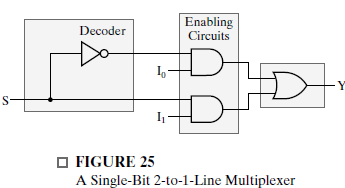 Decoder
Enabling
Circuits
I0
S
Y
I1
FIGURE 25
A Single-Bit 2-to-1-Line Multiplexer